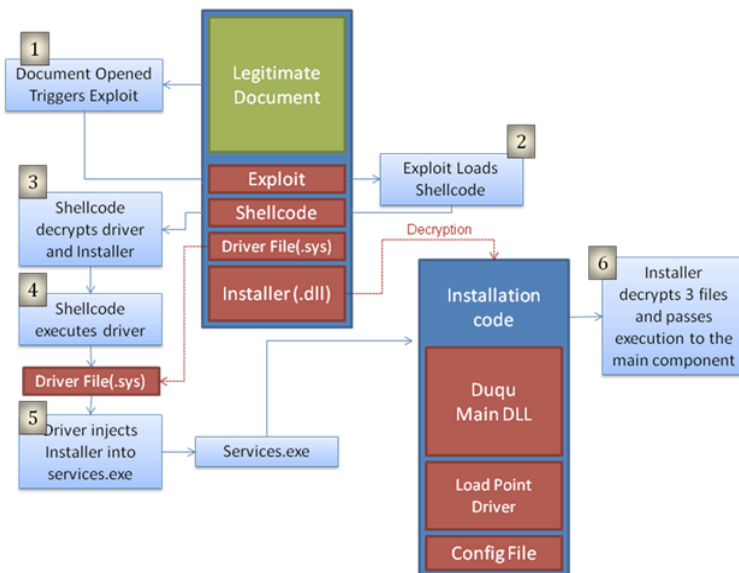 1
Document Opened
Triggers Exploit
Legitimate
Document
2
Exploit Loads
Shellcode
Exploit
3
Shellcode
decrypts driver
and Installer
Shellcode
Driver File(.sys)
Installer (.dll)
Decryption
4
Shellcode
executes driver
Driver File(.sys)
5
Driver injects
Installer into
services.exe
Services.exe
Installation
code
Duqu
Main DLL
Load Point
Driver
Config File
6
Installer
decrypts 3 files
and passes
execution to the
main component